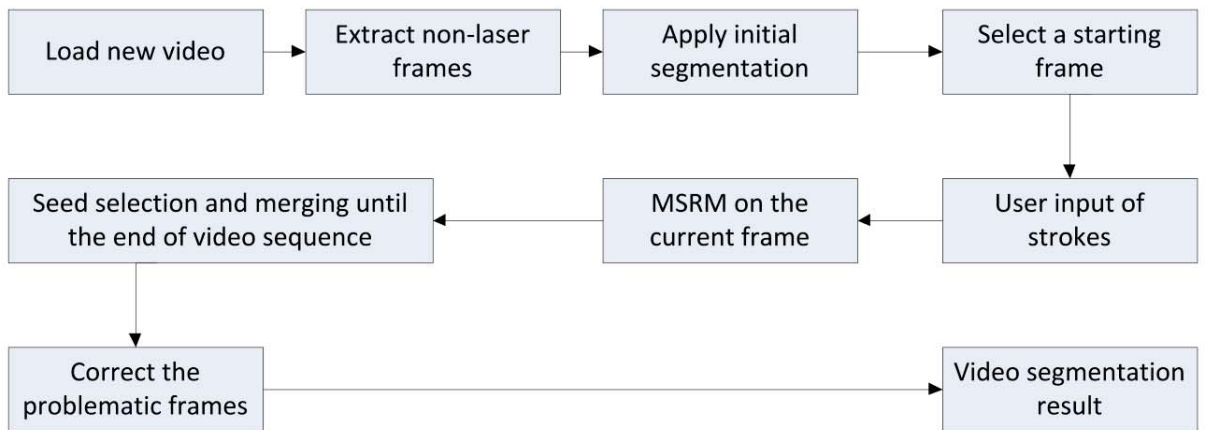 Load new video
Extract non-laser
frames
Apply initial
segmentation
Select a starting
frame
User input of
strokes
MSRM on the
current frame
Seed selection and merging until
the end of video sequence
Correct the
problematic frames
Video segmentation
result